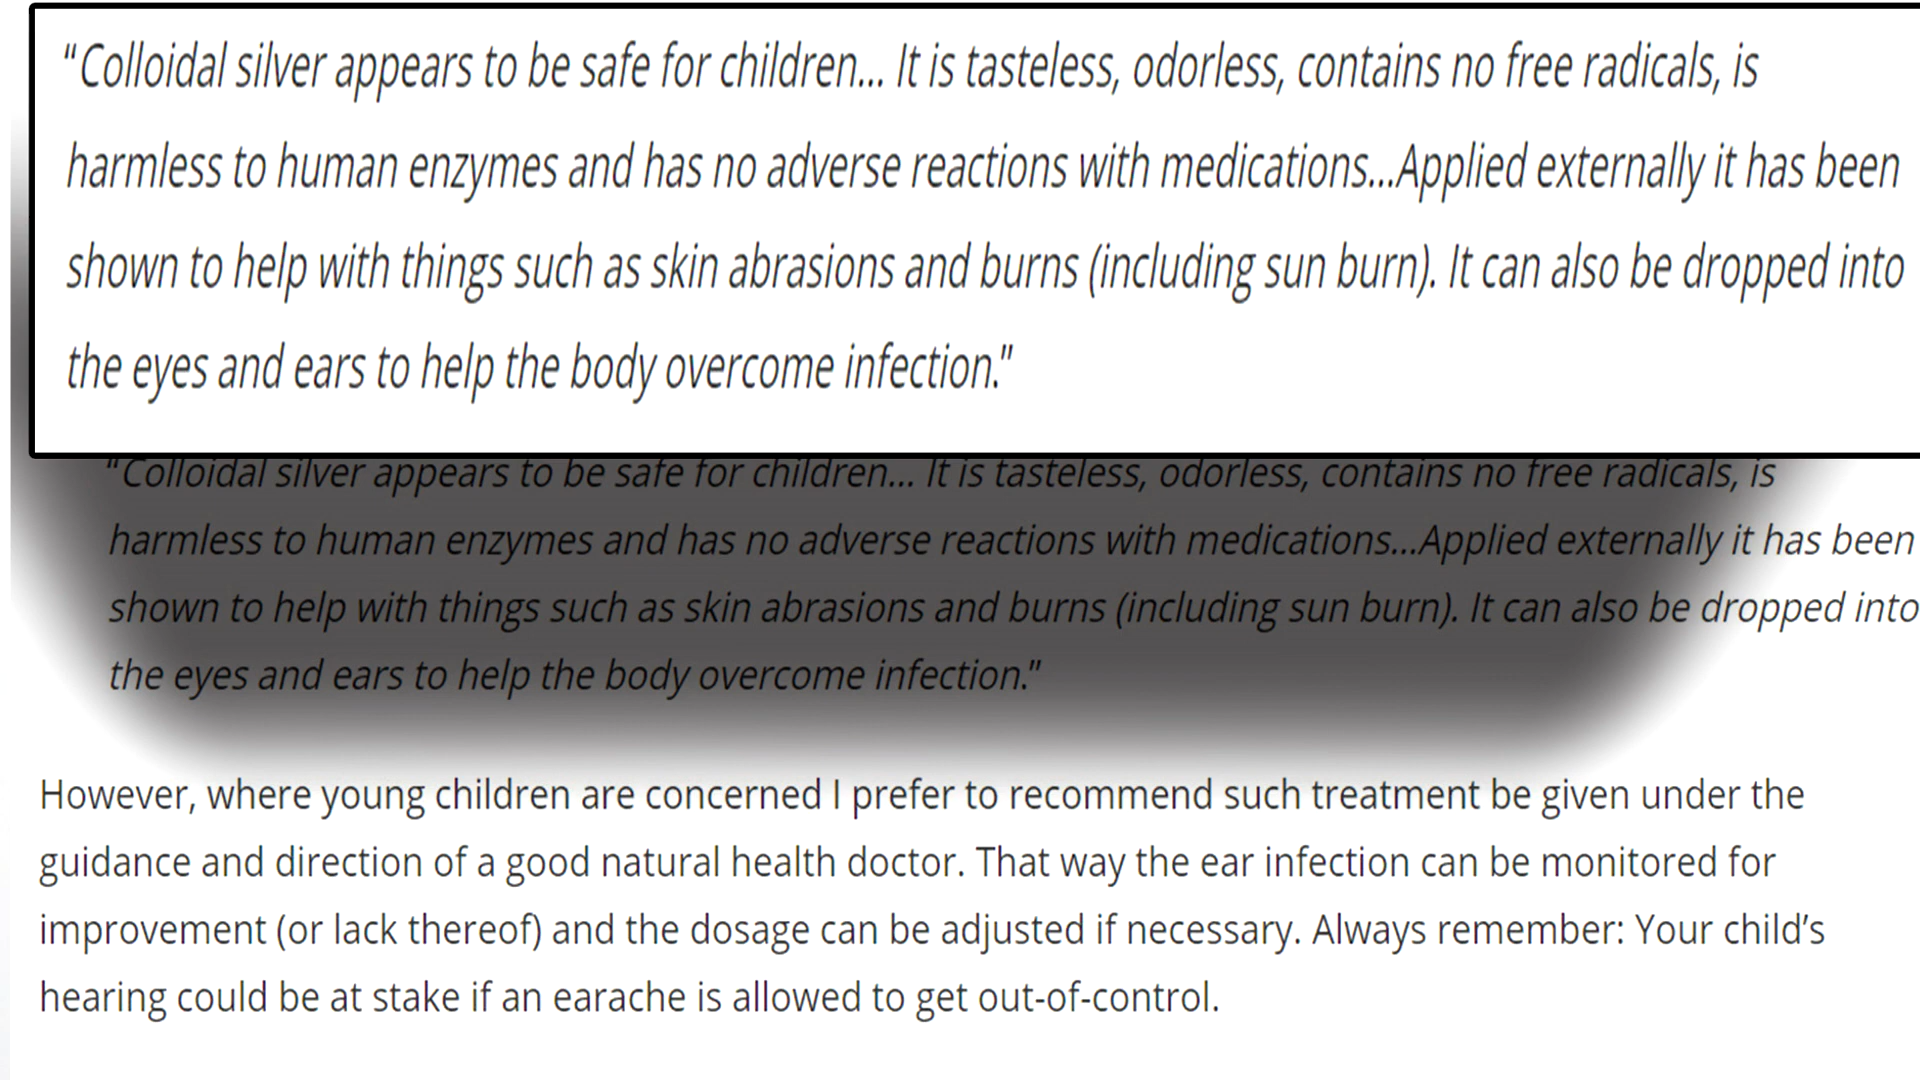 “Colloidal silver appears to be safe for children... It is tasteless, odorless, contains no free radicals, is
harmless to human enzymes and has no adverse reactions with medications...Applied externally it has been
shown to help with things such as skin abrasions and burns (including sun burn). It can also be dropped into
the eyes and ears to help the body overcome infection."
“Colloidal silver appears to be safe for children... It is tasteless, odorless, contains no free radicals, is
harmless to human enzymes and has no adverse reactions with medications...Applied externally it has been
shown to help with things such as skin abrasions and burns (including sun burn). It can also be dropped into
the eyes and ears to help the body overcome infection."
However, where young children are concerned I prefer to recommend such treatment be given under the
guidance and direction of a good natural health doctor. That way the ear infection can be monitored for
improvement (or lack thereof) and the dosage can be adjusted if necessary. Always remember: Your child’s
hearing could be at stake if an earache is allowed to get out-of-control.